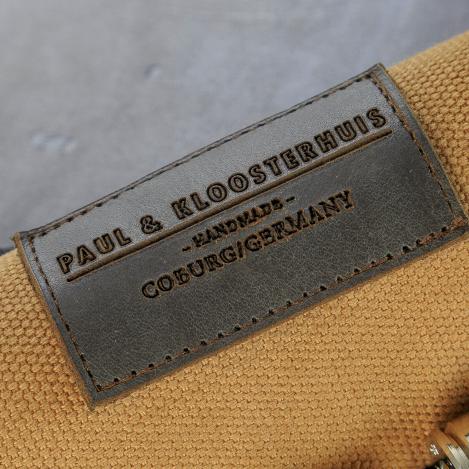 PAUL & KLOOSTERHUIS
-HANDMADE-
COBURG/GERMANY